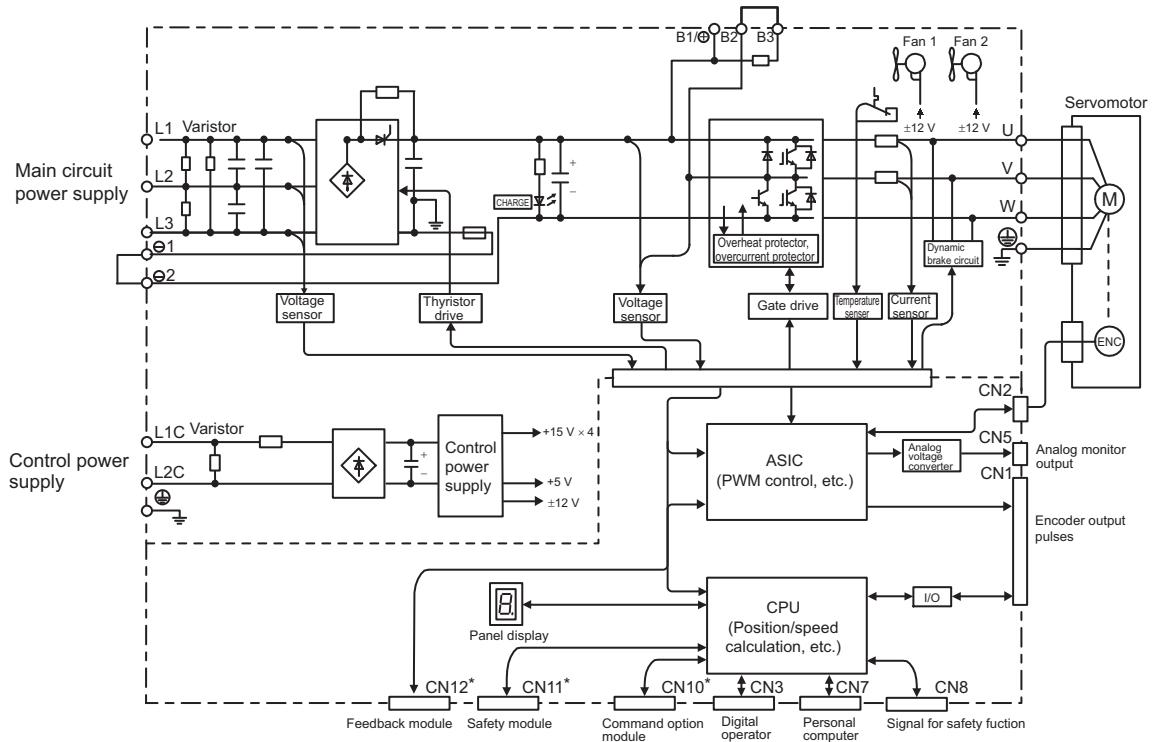 B1/⊕ B2 B3
Fan 1 Fan 2
±12 V ±12 V
Servomotor
Main circuit
power supply
L1 Varistor
L2
L3
⊖1
⊖2
CHARGE
+
−
Overheat protector,
overcurrent protector
U
V
W
M
Dynamic
brake circuit
Voltage
sensor
Thyristor
drive
Voltage
sensor
Gate drive
Temperature
senser
Current
sensor
ENC
Control power
supply
L1C Varistor
L2C
+
−
Control
power
supply
+15 V × 4
+5 V
±12 V
ASIC
(PWM control, etc.)
Analog
voltage
converter
CN2
CN5
CN1
Analog monitor
output
Encoder output
pulses
8.
Panel display
CPU
(Position/speed
calculation, etc.)
I/O
CN12* CN11* CN10* CN3 CN7 CN8
Feedback module
Safety module
Command option
module
Digital
operator
Personal
computer
Signal for safety fuction